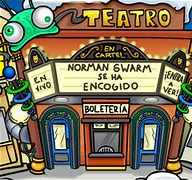 TEATRO
EN
CARTEL
NORMAN SWARM
SE HA
ENCOGIDO
EN
VIVO
¡ENTRA
A
VER!
BOLETERÍA